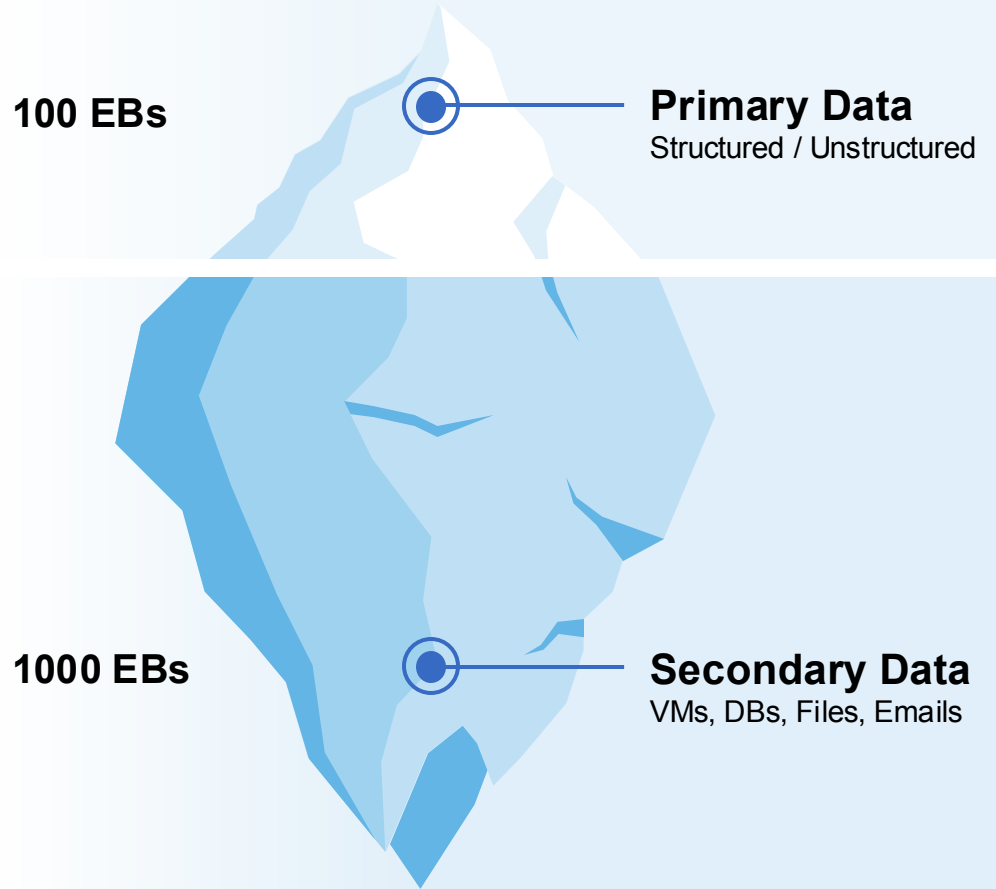 100 EBs
Primary Data
Structured / Unstructured
1000 EBs
Secondary Data
VMs, DBs, Files, Emails